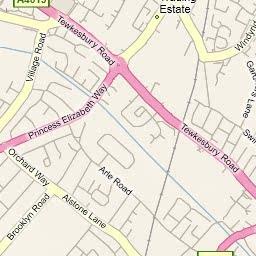 A4019
Trading
Estate
Tewkesbury Road
Village Road
Princess Elizabeth Way
Tewkesbury Road
Orchard Way
Arle Road
Alstone Lane
Brooklyn Road